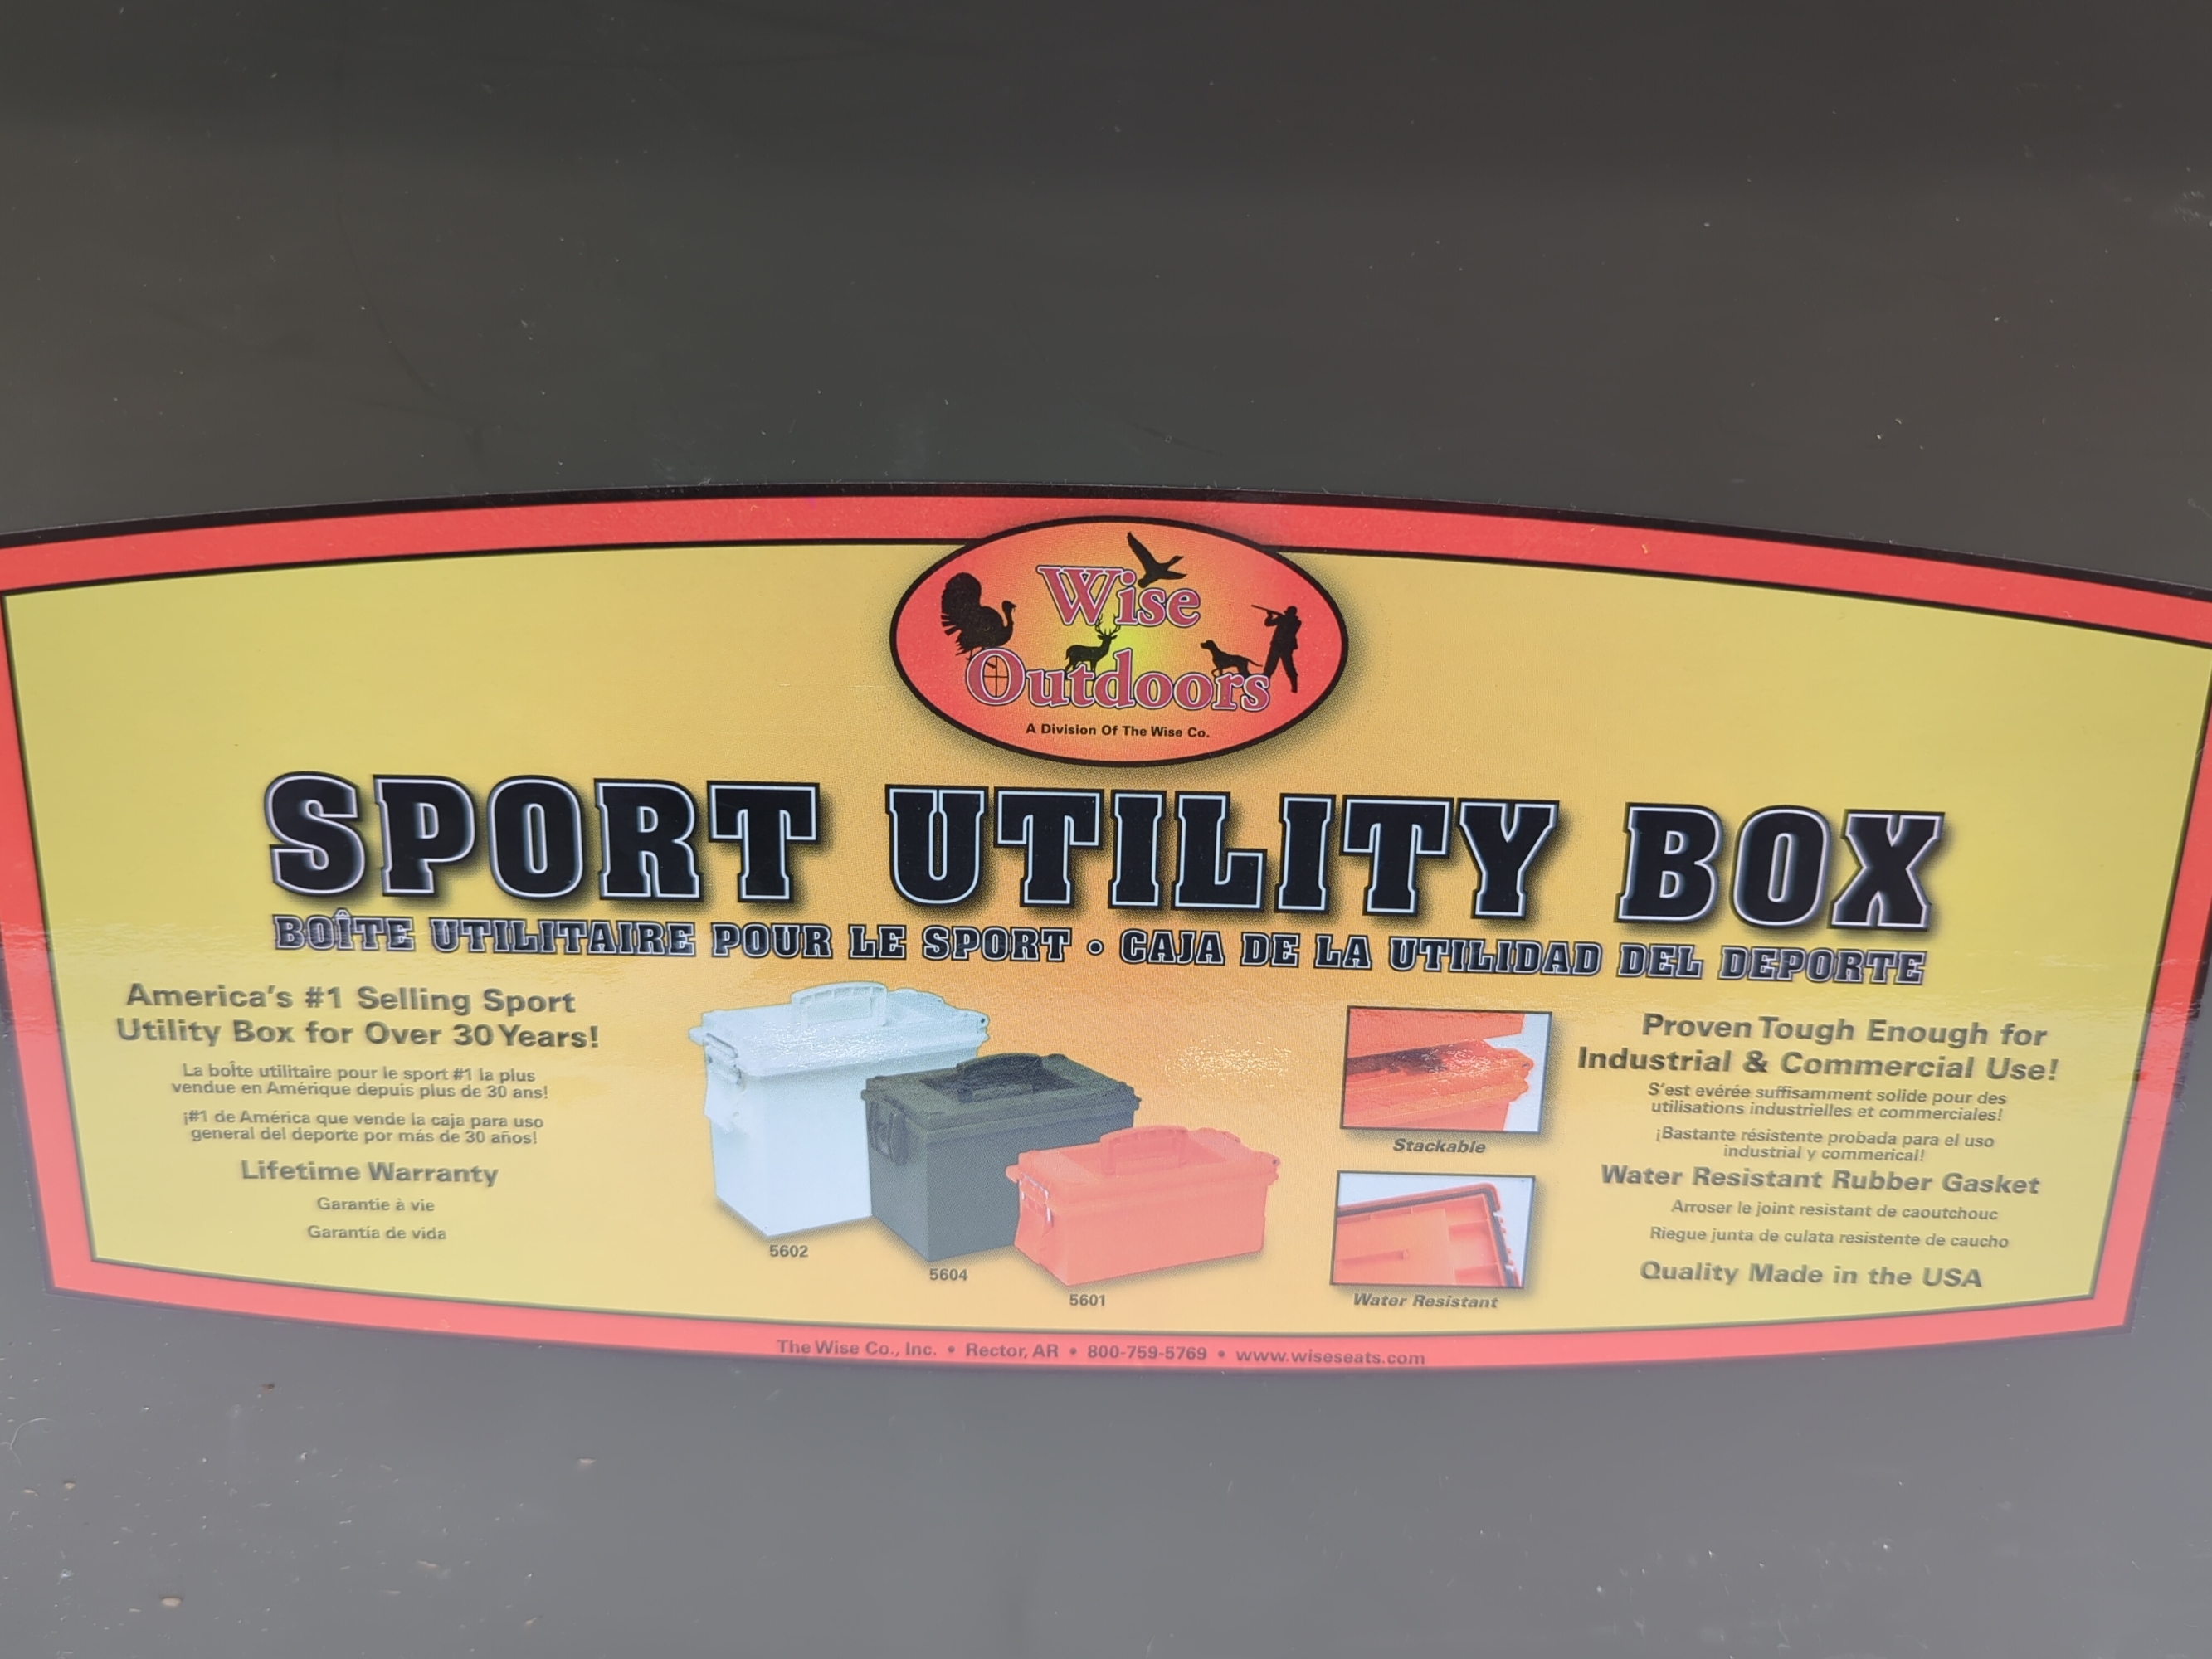 Wise
Outdoors
A Division Of The Wise Co.
SPORT UTILITY BOX
BOÎTE UTILITAIRE POUR LE SPORT • CAJA DE LA UTILIDAD DEL DEPORTE
America's #1 Selling Sport
Utility Box for Over 30 Years!
La boîte utilitaire pour le sport #1 la plus
vendue en Amérique depuis plus de 30 ans!
¡#1 de América que vende la caja para uso
general del deporte por más de 30 años!
Lifetime Warranty
Garantie à vie
Garantía de vida
5602
5604
5601
Stackable
Water Resistant
Proven Tough Enough for
Industrial & Commercial Use!
S'est evérée suffisamment solide pour des
utilisations industrielles et commerciales!
¡Bastante résistente probada para el uso
industrial y commerical!
Water Resistant Rubber Gasket
Arroser le joint resistant de caoutchouc
Riegue junta de culata resistente de caucho
Quality Made in the USA
The Wise Co., Inc. • Rector, AR • 800-759-5769 • www.wiseseats.com